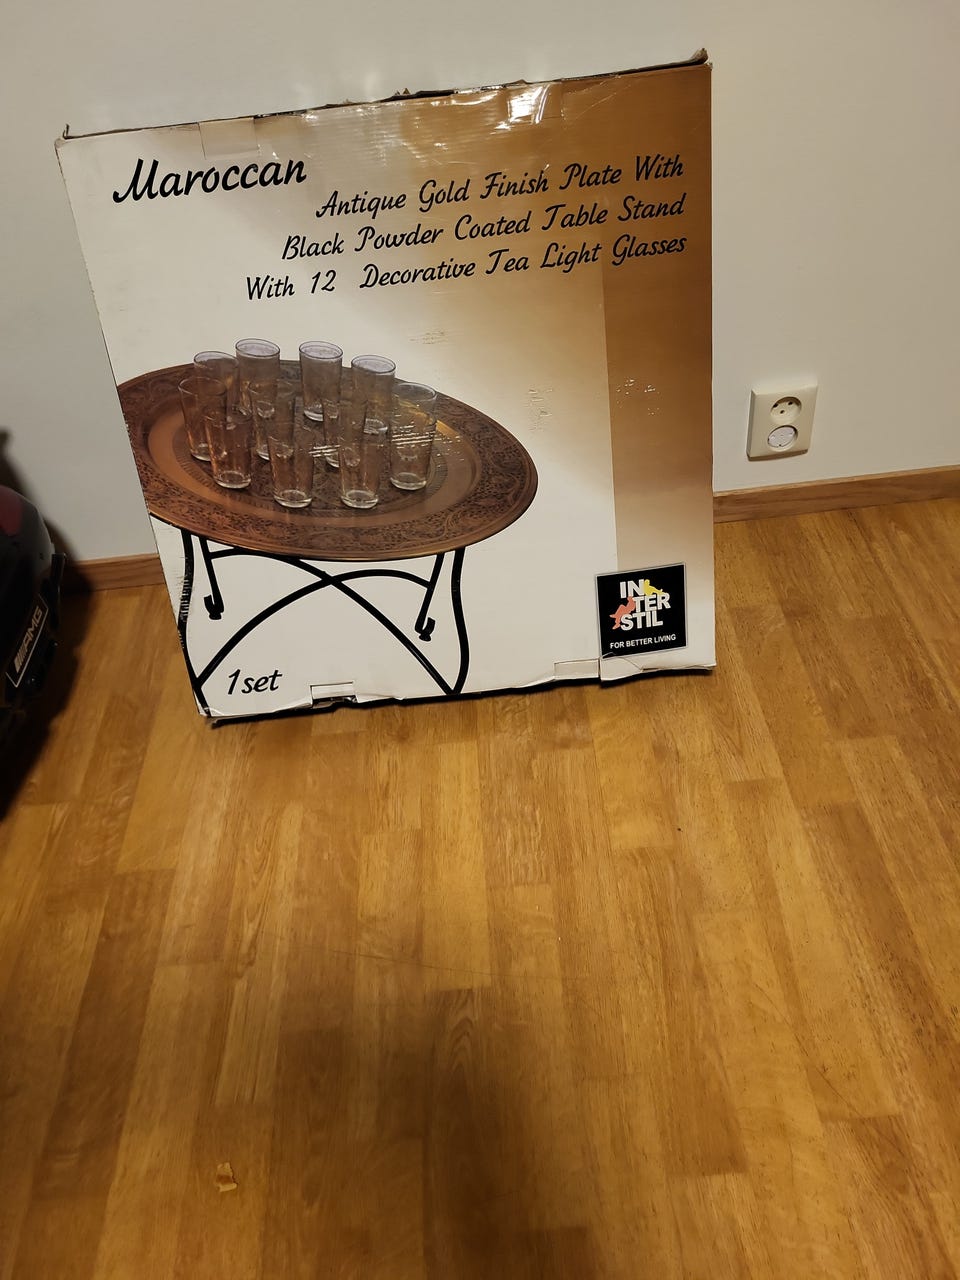 Maroccan
Antique Gold Finish Plate With
Black Powder Coated Table Stand
With 12 Decorative Tea Light Glasses
1set
IN
TER
STIL
FOR BETTER LIVING
AMG